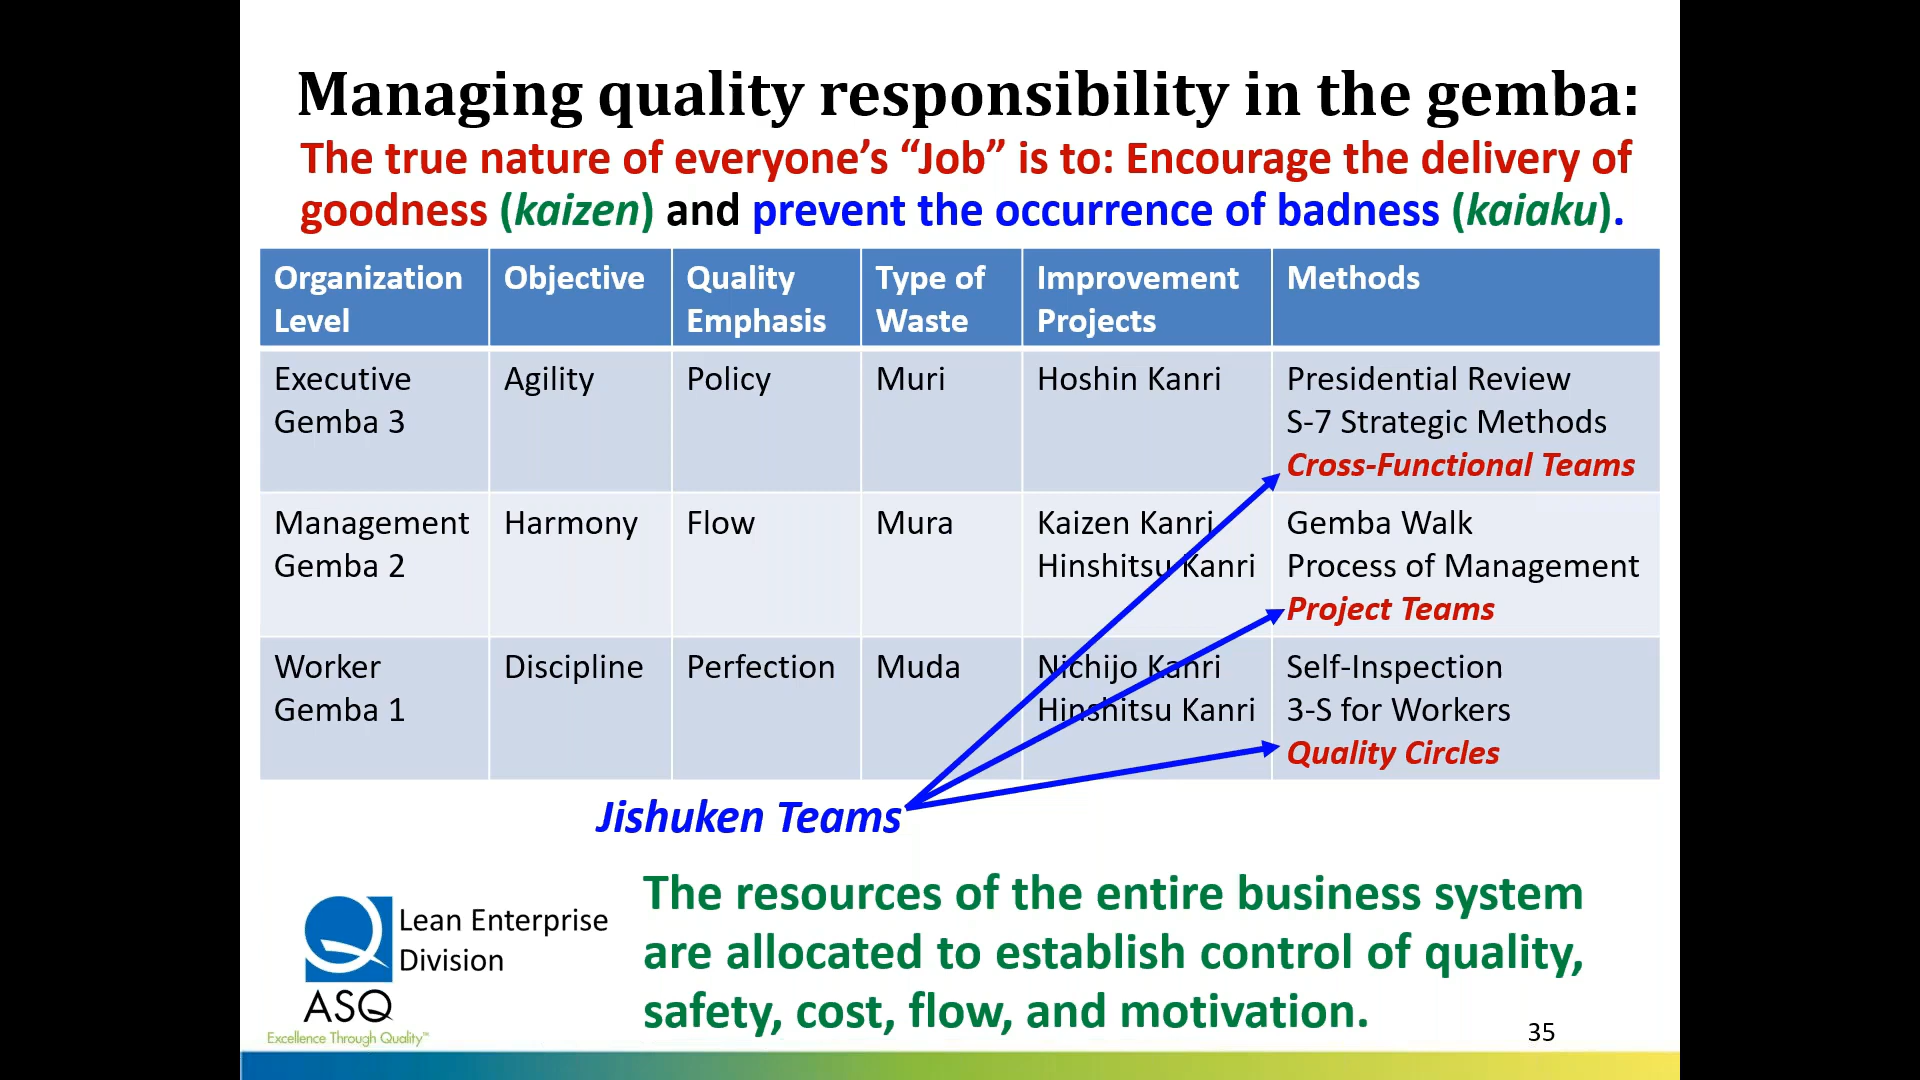 Managing quality responsibility in the gemba:
The true nature of everyone’s “Job” is to: Encourage the delivery of
goodness (kaizen) and prevent the occurrence of badness (kaiaku).
Organization Level Objective Quality Emphasis Type of Waste Improvement Projects Methods
Executive Agility Policy Muri Hoshin Kanri Presidential Review
Gemba 3 S-7 Strategic Methods
Cross-Functional Teams
Management Harmony Flow Mura Kaizen Kanri Gemba Walk
Gemba 2 Hinshitsu Kanri Process of Management
Project Teams
Worker Discipline Perfection Muda Nichijo Kanri Self-Inspection
Gemba 1 Hinshitsu Kanri 3-S for Workers
Quality Circles
Jishuken Teams
The resources of the entire business system
are allocated to establish control of quality,
safety, cost, flow, and motivation.
Lean Enterprise
Division
ASQ
Excellence Through Quality™
35